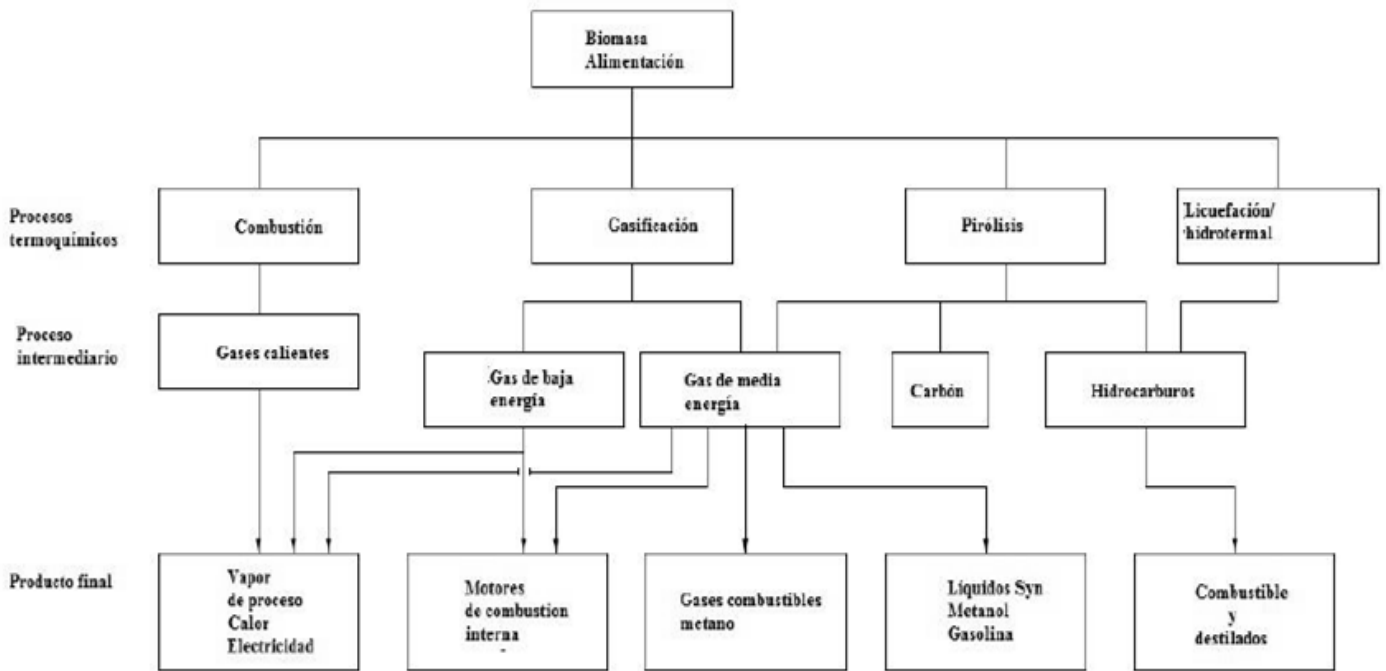 Biomasa
Alimentación
Procesos
termoquímicos
Combustión
Gasificación
Pirólisis
Licuefación/
hidrotermal
Proceso
intermediario
Gases calientes
Gas de baja
energía
Gas de media
energía
Carbón
Hidrocarburos
Producto final
Vapor
de proceso
Calor
Electricidad
Motores
de combustion
interna
Gases combustibles
metano
Líquidos Syn
Metanol
Gasolina
Combustible
y
destilados